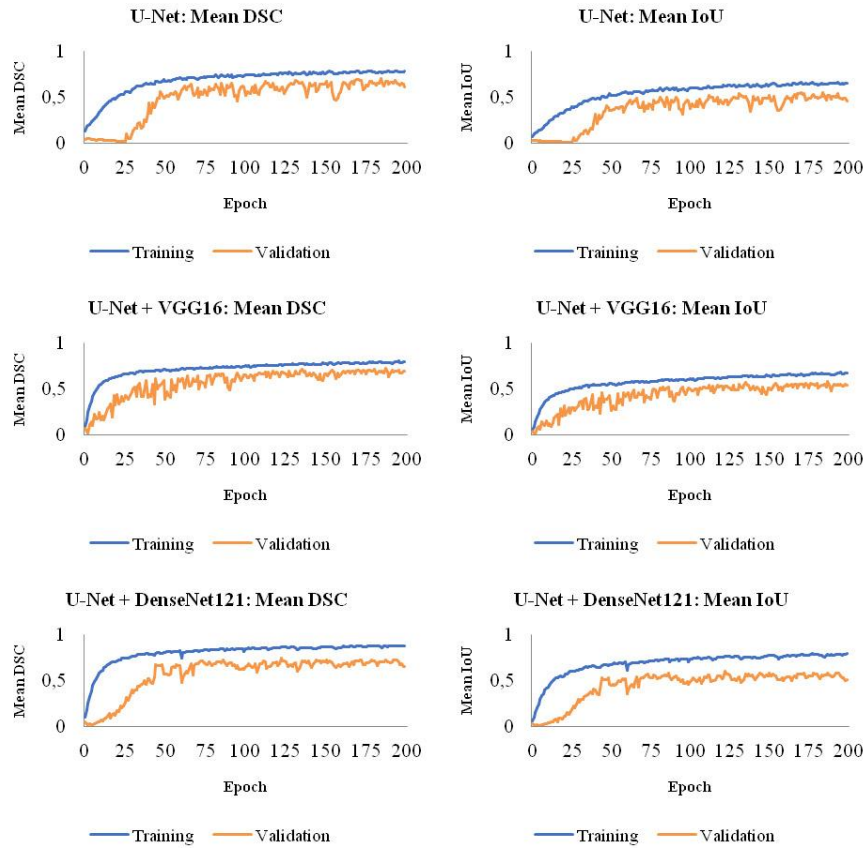 U-Net: Mean DSC
Mean DSC
1
0,5
0
0 25 50 75 100 125 150 175 200
Epoch
Training Validation
U-Net: Mean IoU
Mean IoU
1
0,5
0
0 25 50 75 100 125 150 175 200
Epoch
Training Validation
U-Net + VGG16: Mean DSC
Mean DSC
1
0,5
0
0 25 50 75 100 125 150 175 200
Epoch
Training Validation
U-Net + VGG16: Mean IoU
Mean IoU
1
0,5
0
0 25 50 75 100 125 150 175 200
Epoch
Training Validation
U-Net + DenseNet121: Mean DSC
Mean DSC
1
0,5
0
0 25 50 75 100 125 150 175 200
Epoch
Training Validation
U-Net + DenseNet121: Mean IoU
Mean IoU
1
0,5
0
0 25 50 75 100 125 150 175 200
Epoch
Training Validation